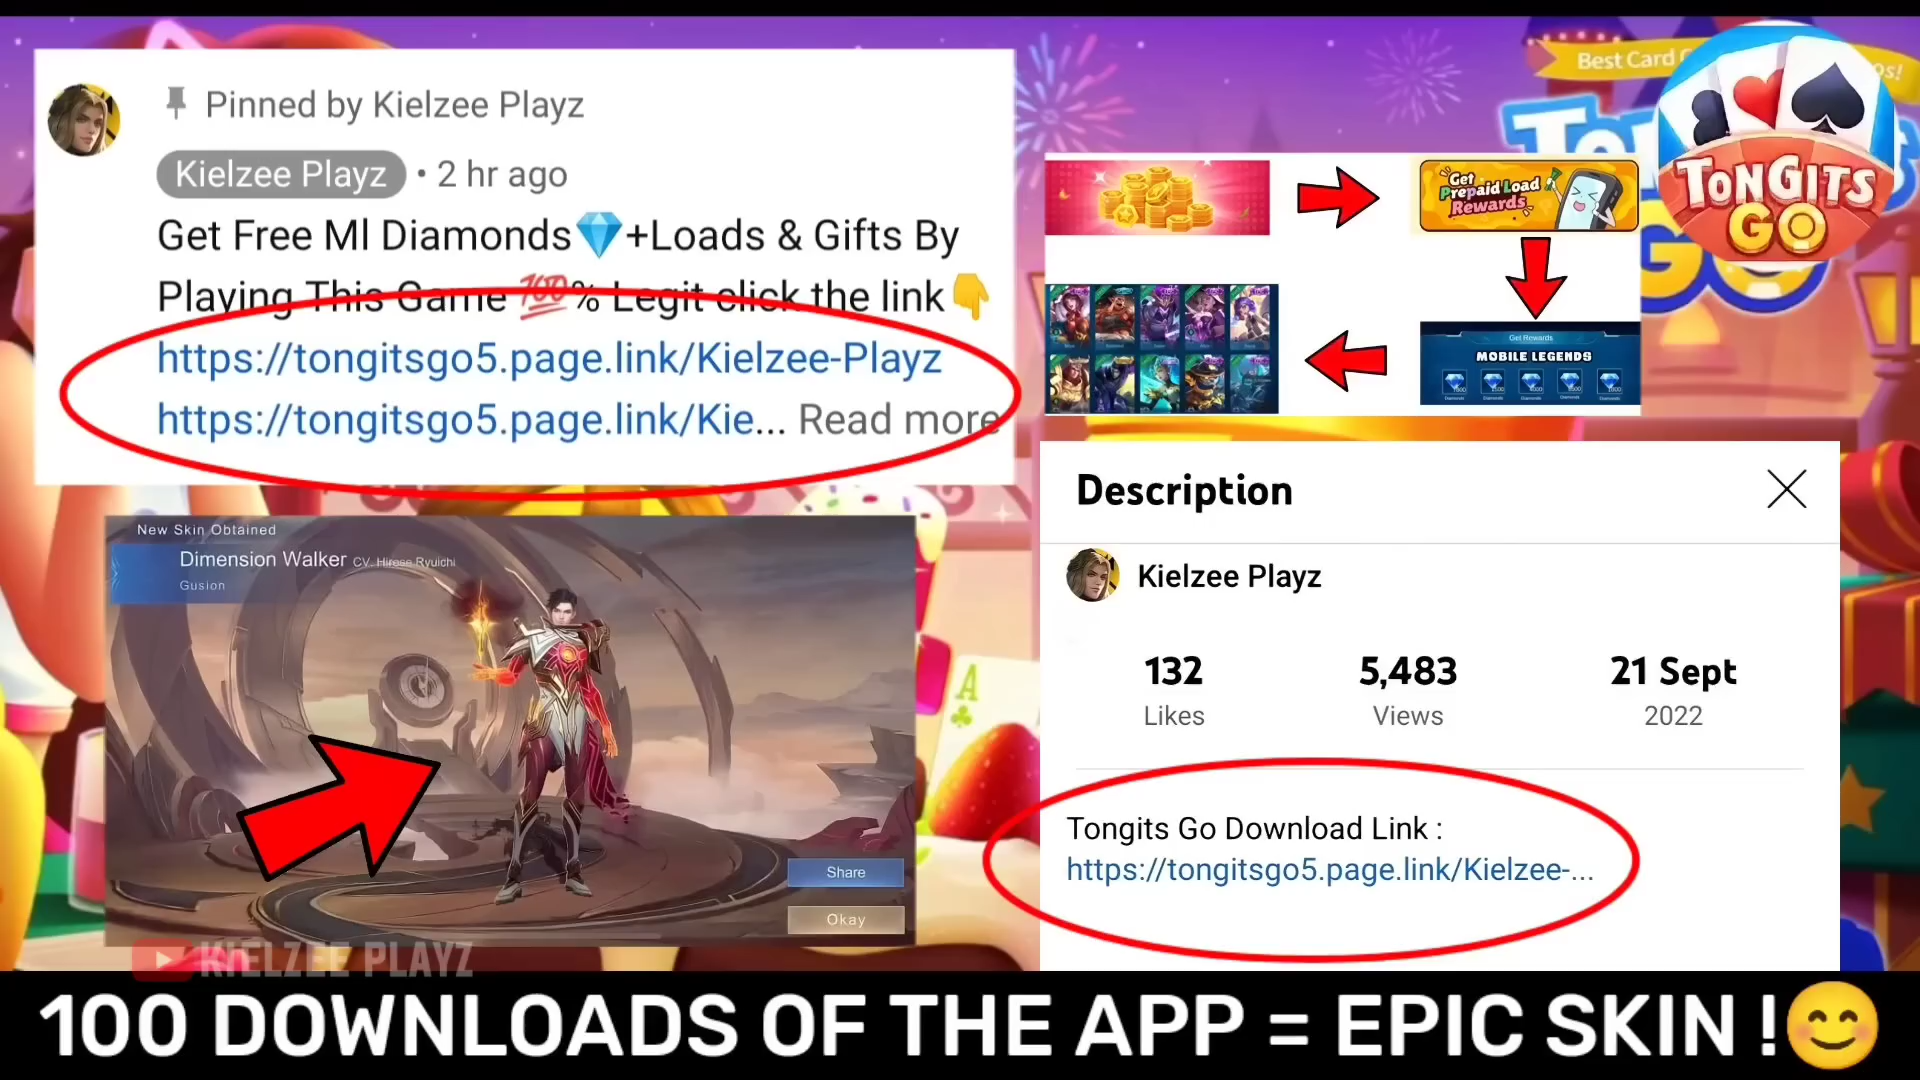 Pinned by Kielzee Playz
Kielzee Playz • 2 hr ago
Get Free Ml Diamonds💎+Loads & Gifts By
Playing This Game 💯% Legit click the link👇
https://tongitsgo5.page.link/Kielzee-Playz
https://tongitsgo5.page.link/Kie... Read more
Best Card
TONGITS
GO
Get
Prepaid Load
Rewards
Get Rewards
MOBILE LEGENDS
Description
Kielzee Playz
132
Likes
5,483
Views
21 Sept
2022
Tongits Go Download Link :
https://tongitsgo5.page.link/Kielzee-...
New Skin Obtained
Dimension Walker CV. Hirose Ryuichi
Gusion
A
Share
Okay
KIELZEE PLAYZ
100 DOWNLOADS OF THE APP = EPIC SKIN !😊